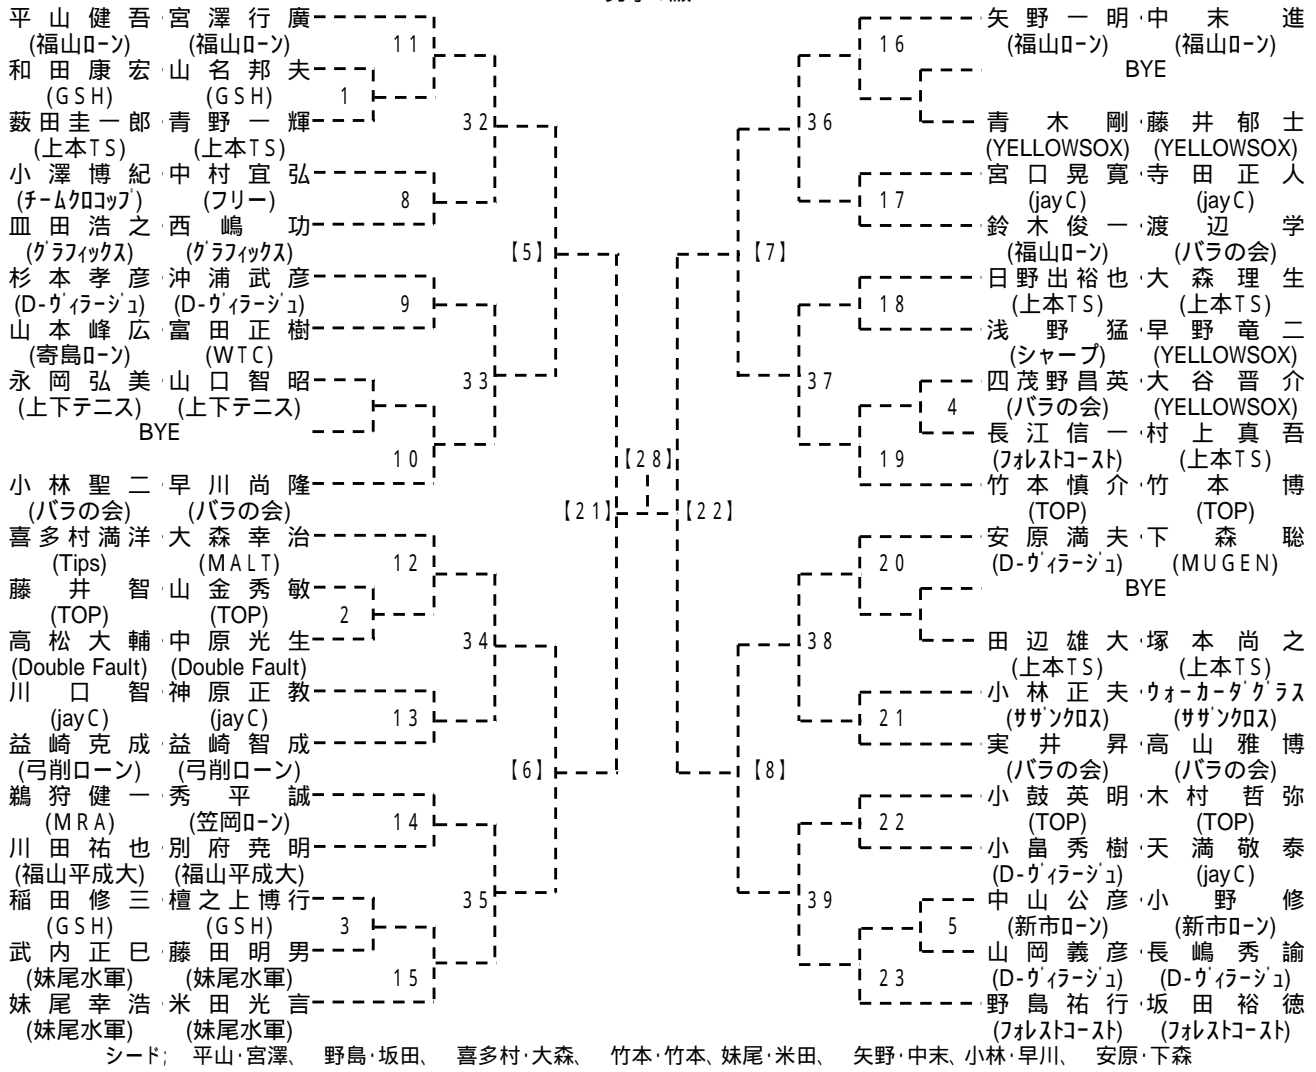 平山健吾・宮澤行廣
(福山ローン) (福山ローン)
11
和田康宏・山名邦夫
(GSH) (GSH)
1
薮田圭一郎・青野一輝
(上本TS) (上本TS)
32
小澤博紀・中村宜弘
(チームクロコップ) (フリー)
8
皿田浩之・西嶋功
(グラフィックス) (グラフィックス)
【5】
杉本孝彦・沖浦武彦
(D-ヴィラージュ) (D-ヴィラージュ)
9
山本峰広・富田正樹
(寄島ローン) (WTC)
33
永岡弘美・山口智昭
(上下テニス) (上下テニス)
BYE
10
小林聖二・早川尚隆
(バラの会) (バラの会)
【28】
【21】
【22】
喜多村満洋・大森幸治
(Tips) (MALT)
12
藤井智・山金秀敏
(TOP) (TOP)
2
高松大輔・中原光生
(Double Fault) (Double Fault)
34
川口智・神原正教
(jayC) (jayC)
13
益崎克成・益崎智成
(弓削ローン) (弓削ローン)
【6】
鵜狩健一・秀平誠
(MRA) (笠岡ローン)
14
川田祐也・別府尭明
(福山平成大) (福山平成大)
稲田修三・檀之上博行
(GSH) (GSH)
3
35
武内正巳・藤田明男
(妹尾水軍) (妹尾水軍)
15
妹尾幸浩・米田光言
(妹尾水軍) (妹尾水軍)
矢野一明・中末進
(福山ローン) (福山ローン)
16
BYE
36
青木剛・藤井郁士
(YELLOWSOX) (YELLOWSOX)
宮口晃寛・寺田正人
(jayC) (jayC)
17
鈴木俊一・渡辺学
(福山ローン) (バラの会)
【7】
日野出裕也・大森理生
(上本TS) (上本TS)
18
浅野猛・早野竜二
(シャープ) (YELLOWSOX)
37
四茂野昌英・大谷晋介
(バラの会) (YELLOWSOX)
4
長江信一・村上真吾
(フォレストコースト) (上本TS)
19
竹本慎介・竹本博
(TOP) (TOP)
安原満夫・下森聡
(D-ヴィラージュ) (MUGEN)
20
BYE
38
田辺雄大・塚本尚之
(上本TS) (上本TS)
小林正夫・ウォーカーダグラス
(サザンクロス) (サザンクロス)
21
実井昇・高山雅博
(バラの会) (バラの会)
【8】
小鼓英明・木村哲弥
(TOP) (TOP)
22
小畠秀樹・天満敬泰
(D-ヴィラージュ) (jayC)
39
中山公彦・小野修
(新市ローン) (新市ローン)
5
山岡義彦・長嶋秀諭
(D-ヴィラージュ) (D-ヴィラージュ)
23
野島祐行・坂田裕徳
(フォレストコースト) (フォレストコースト)
シード; 平山・宮澤、 野島・坂田、 喜多村・大森、 竹本・竹本、妹尾・米田、 矢野・中末、小林・早川、 安原・下森